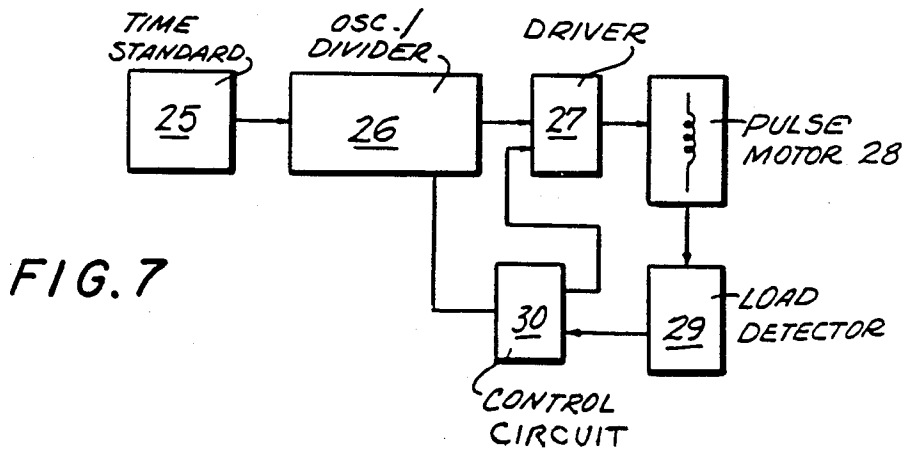 TIME
STANDARD
OSC./
DIVIDER
DRIVER
25
26
27
PULSE
MOTOR 28
FIG.7
30
29
LOAD
DETECTOR
CONTROL
CIRCUIT